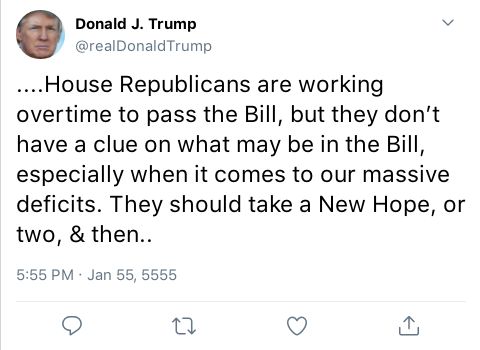 Donald J. Trump
@realDonaldTrump
....House Republicans are working
overtime to pass the Bill, but they don’t
have a clue on what may be in the Bill,
especially when it comes to our massive
deficits. They should take a New Hope, or
two, & then..
5:55 PM · Jan 55, 5555